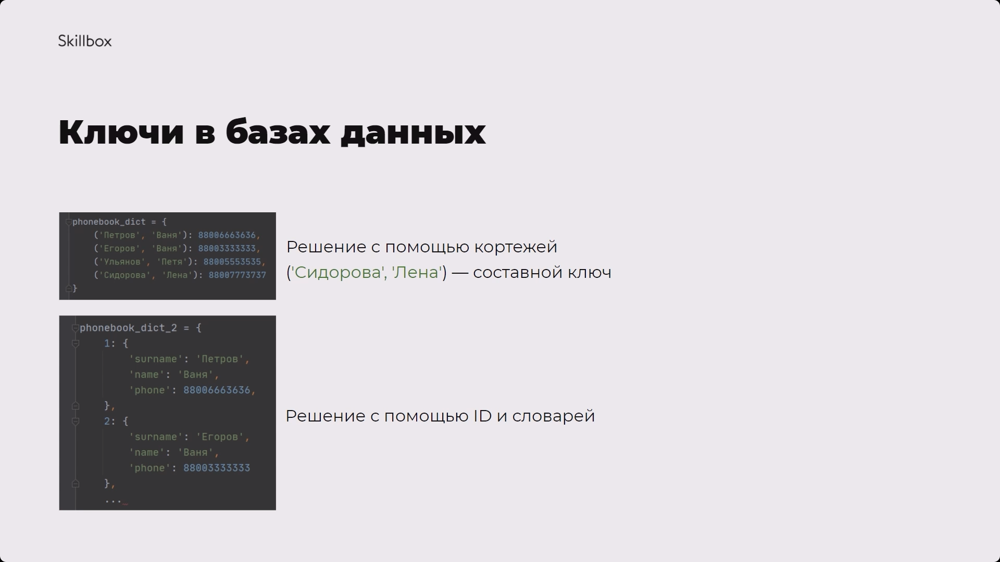 Skillbox
Ключи в базах данных
phonebook_dict = {
('Петров', 'Ваня'): 88006663636,
('Егоров', 'Ваня'): 88003333333,
('Ульянов', 'Петя'): 88005553535,
('Сидорова', 'Лена'): 88007773737
}
Решение с помощью кортежей
('Сидорова', 'Лена') — составной ключ
phonebook_dict_2 = {
1: {
'surname': 'Петров',
'name': 'Ваня',
'phone': 88006663636,
},
2: {
'surname': 'Егоров',
'name': 'Ваня',
'phone': 88003333333
},
...
Решение с помощью ID и словарей